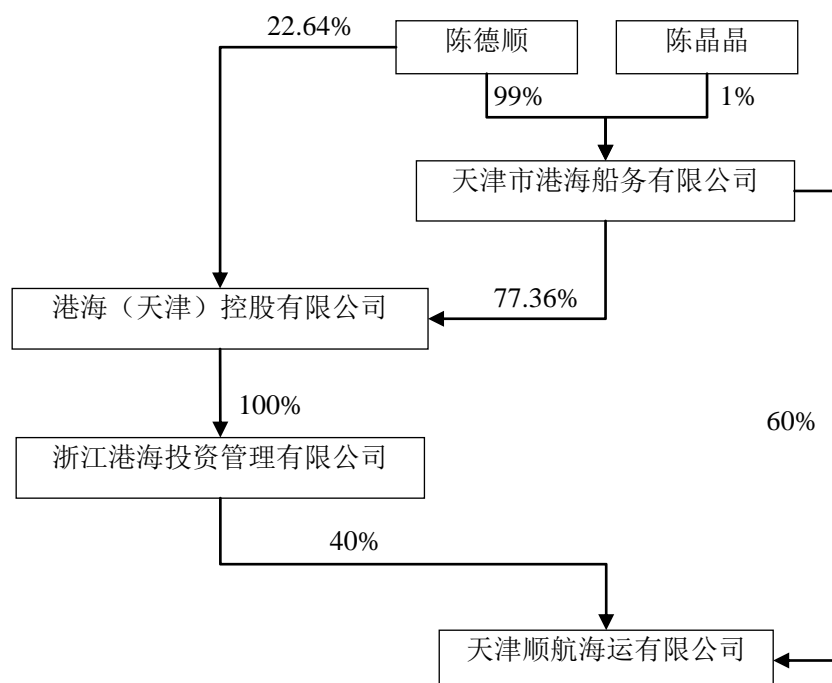 22.64%
陈德顺
陈晶晶
99%
1%
天津市港海船务有限公司
港海（天津）控股有限公司
77.36%
100%
60%
浙江港海投资管理有限公司
40%
天津顺航海运有限公司